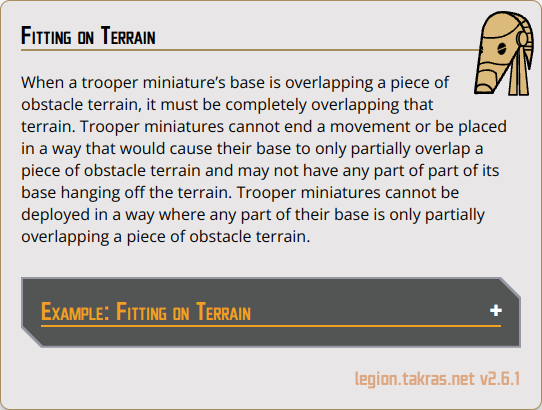 Fitting on Terrain
When a trooper miniature’s base is overlapping a piece of
obstacle terrain, it must be completely overlapping that
terrain. Trooper miniatures cannot end a movement or be placed
in a way that would cause their base to only partially overlap a
piece of obstacle terrain and may not have any part of part of its
base hanging off the terrain. Trooper miniatures cannot be
deployed in a way where any part of their base is only partially
overlapping a piece of obstacle terrain.
Example: Fitting on Terrain +
legion.takras.net v2.6.1